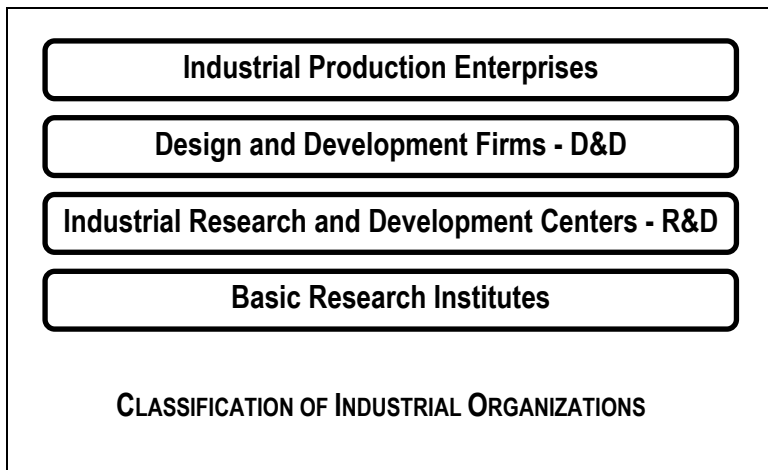 Industrial Production Enterprises
Design and Development Firms - D&D
Industrial Research and Development Centers - R&D
Basic Research Institutes
CLASSIFICATION OF INDUSTRIAL ORGANIZATIONS